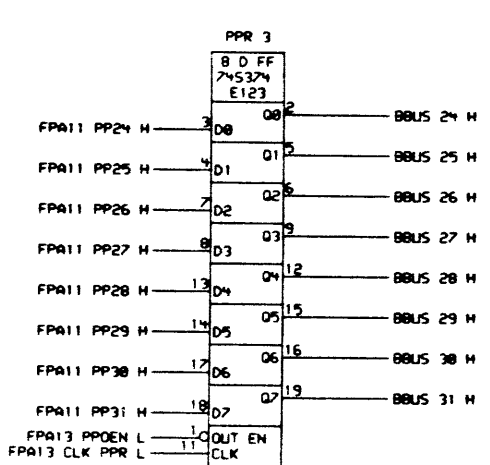 PPR 3
8 D FF
74S374
E123
FPA11 PP24 H 3 D0 Q0 2 BBUS 24 H
FPA11 PP25 H 4 D1 Q1 5 BBUS 25 H
FPA11 PP26 H 7 D2 Q2 6 BBUS 26 H
FPA11 PP27 H 8 D3 Q3 9 BBUS 27 H
FPA11 PP28 H 13 D4 Q4 12 BBUS 28 H
FPA11 PP29 H 14 D5 Q5 15 BBUS 29 H
FPA11 PP30 H 17 D6 Q6 16 BBUS 30 H
FPA11 PP31 H 18 D7 Q7 19 BBUS 31 H
FPA13 PPOEN L 1 OUT EN
FPA13 CLK PPR L 11 CLK